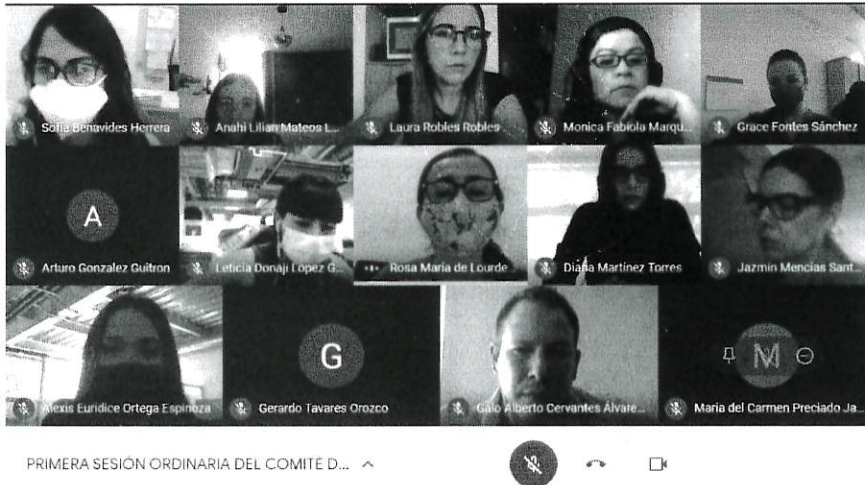 Sofia Benavides Herrera
Anahi Lilian Mateos L...
Laura Robles Robles
Monica Fabiola Marqu...
Grace Fontes Sánchez
A
Arturo Gonzalez Guitron
Leticia Donaji Lopez G...
Rosa Maria de Lourde...
Diana Martinez Torres
Jazmin Mencias Sant...
Alexis Euridice Ortega Espinoza
G
Gerardo Tavares Orozco
Galo Alberto Cervantes Álvare...
M
Maria del Carmen Preciado Ja...
PRIMERA SESIÓN ORDINARIA DEL COMITÉ D...